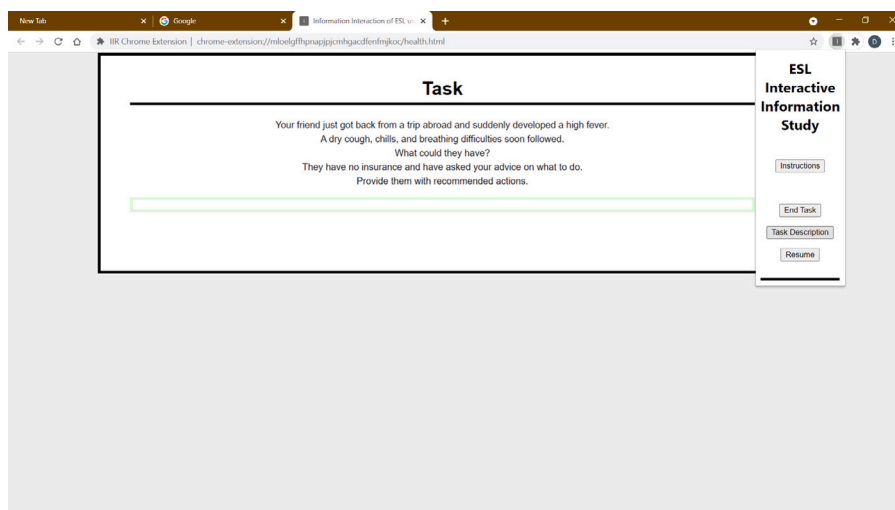 New Tab
Google
Information Interaction of ESL us
IIR Chrome Extension | chrome-extension://mloelgffhpnapjpjcmhgacdfenfmjkoc/health.html
D
Task
Your friend just got back from a trip abroad and suddenly developed a high fever.
A dry cough, chills, and breathing difficulties soon followed.
What could they have?
They have no insurance and have asked your advice on what to do.
Provide them with recommended actions.
ESL
Interactive
Information
Study
Instructions
End Task
Task Description
Resume